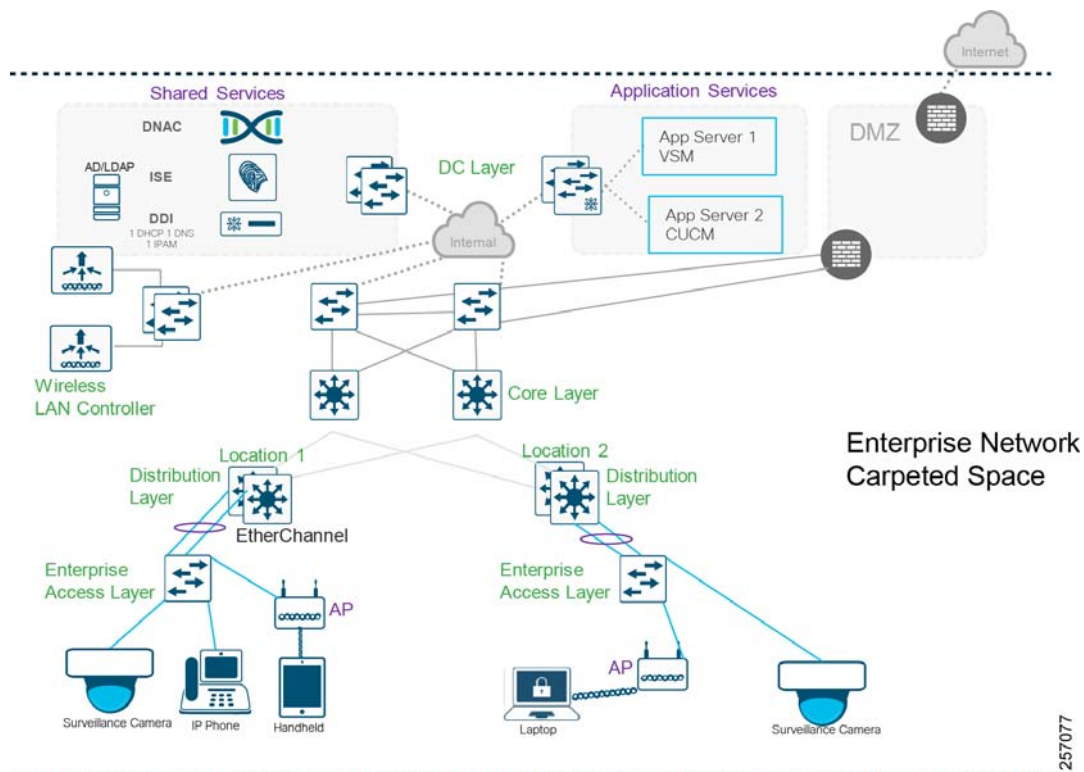 Internet
Shared Services
Application Services
DNAC
App Server 1
VSM
DMZ
AD/LDAP
ISE
DC Layer
DDI
1 DHCP 1 DNS
1 IPAM
App Server 2
CUCM
Internal
Wireless
LAN Controller
Core Layer
Location 1
Location 2
Enterprise Network
Carpeted Space
Distribution
Layer
Distribution
Layer
EtherChannel
Enterprise
Access Layer
Enterprise
Access Layer
AP
AP
Surveillance Camera
IP Phone
Handheld
Laptop
Surveillance Camera
257077